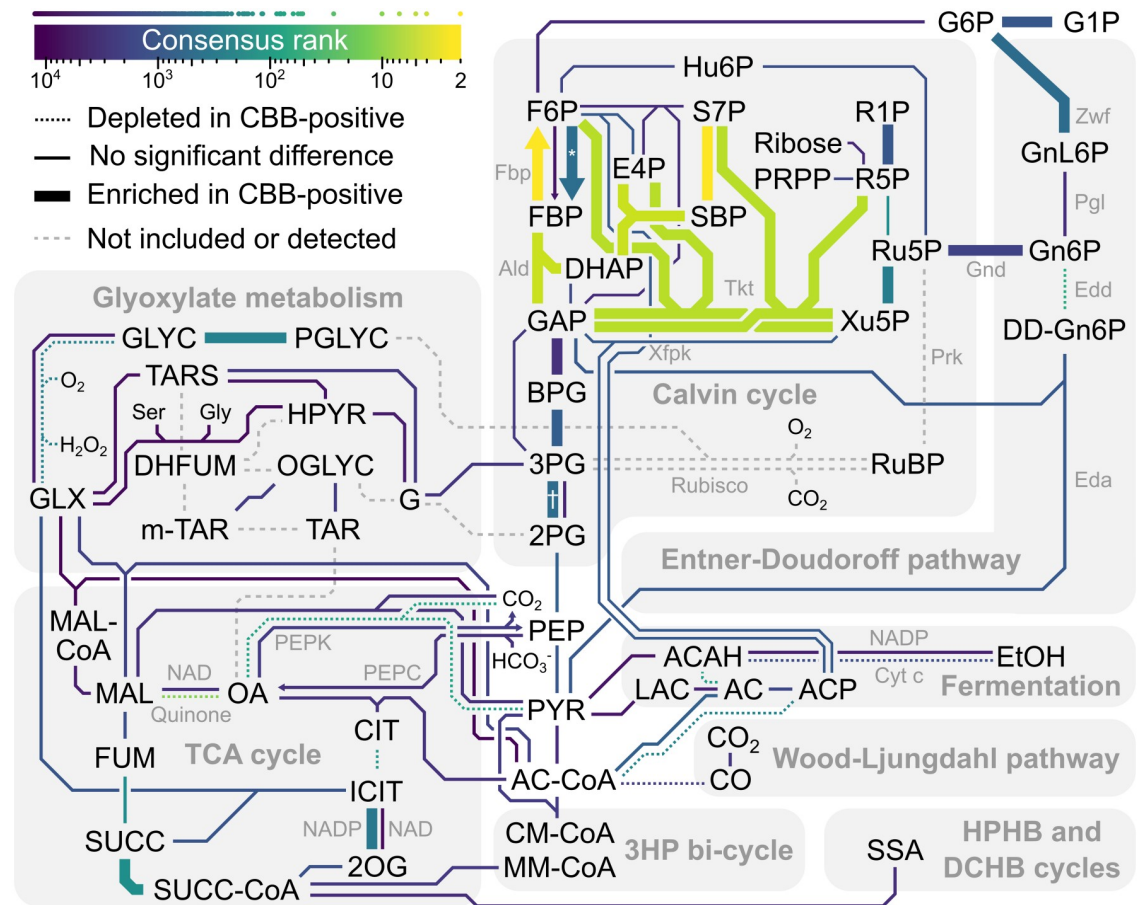 Consensus rank
10⁴ 10³ 10² 10 2
Depleted in CBB-positive
No significant difference
Enriched in CBB-positive
Not included or detected
G6P G1P
Hu6P
F6P S7P R1P
Zwf
*
Ribose
GnL6P
Fbp E4P PRPP R5P
Pgl
FBP SBP
Ru5P Gn6P
Gnd
Ald DHAP
Edd
Tkt
GAP Xu5P DD-Gn6P
Xfpk Prk
Glyoxylate metabolism
GLYC PGLYC
TARS
O₂
Ser Gly HPYR
H₂O₂
DHFUM OGLYC
GLX G
m-TAR TAR
BPG Calvin cycle
O₂
3PG RuBP
Rubisco
CO₂
Eda
†
2PG
Entner-Doudoroff pathway
CO₂
MAL-
CoA
PEPK PEP
HCO₃⁻
PEPC
NAD
MAL OA
Quinone
PYR
NADP
ACAH EtOH
Cyt c
LAC AC ACP Fermentation
CIT
FUM TCA cycle
AC-CoA
CO₂
CO
Wood-Ljungdahl pathway
ICIT
NADP NAD
SUCC
2OG
SUCC-CoA
CM-CoA
MM-CoA
3HP bi-cycle
SSA
HPHB and
DCHB cycles